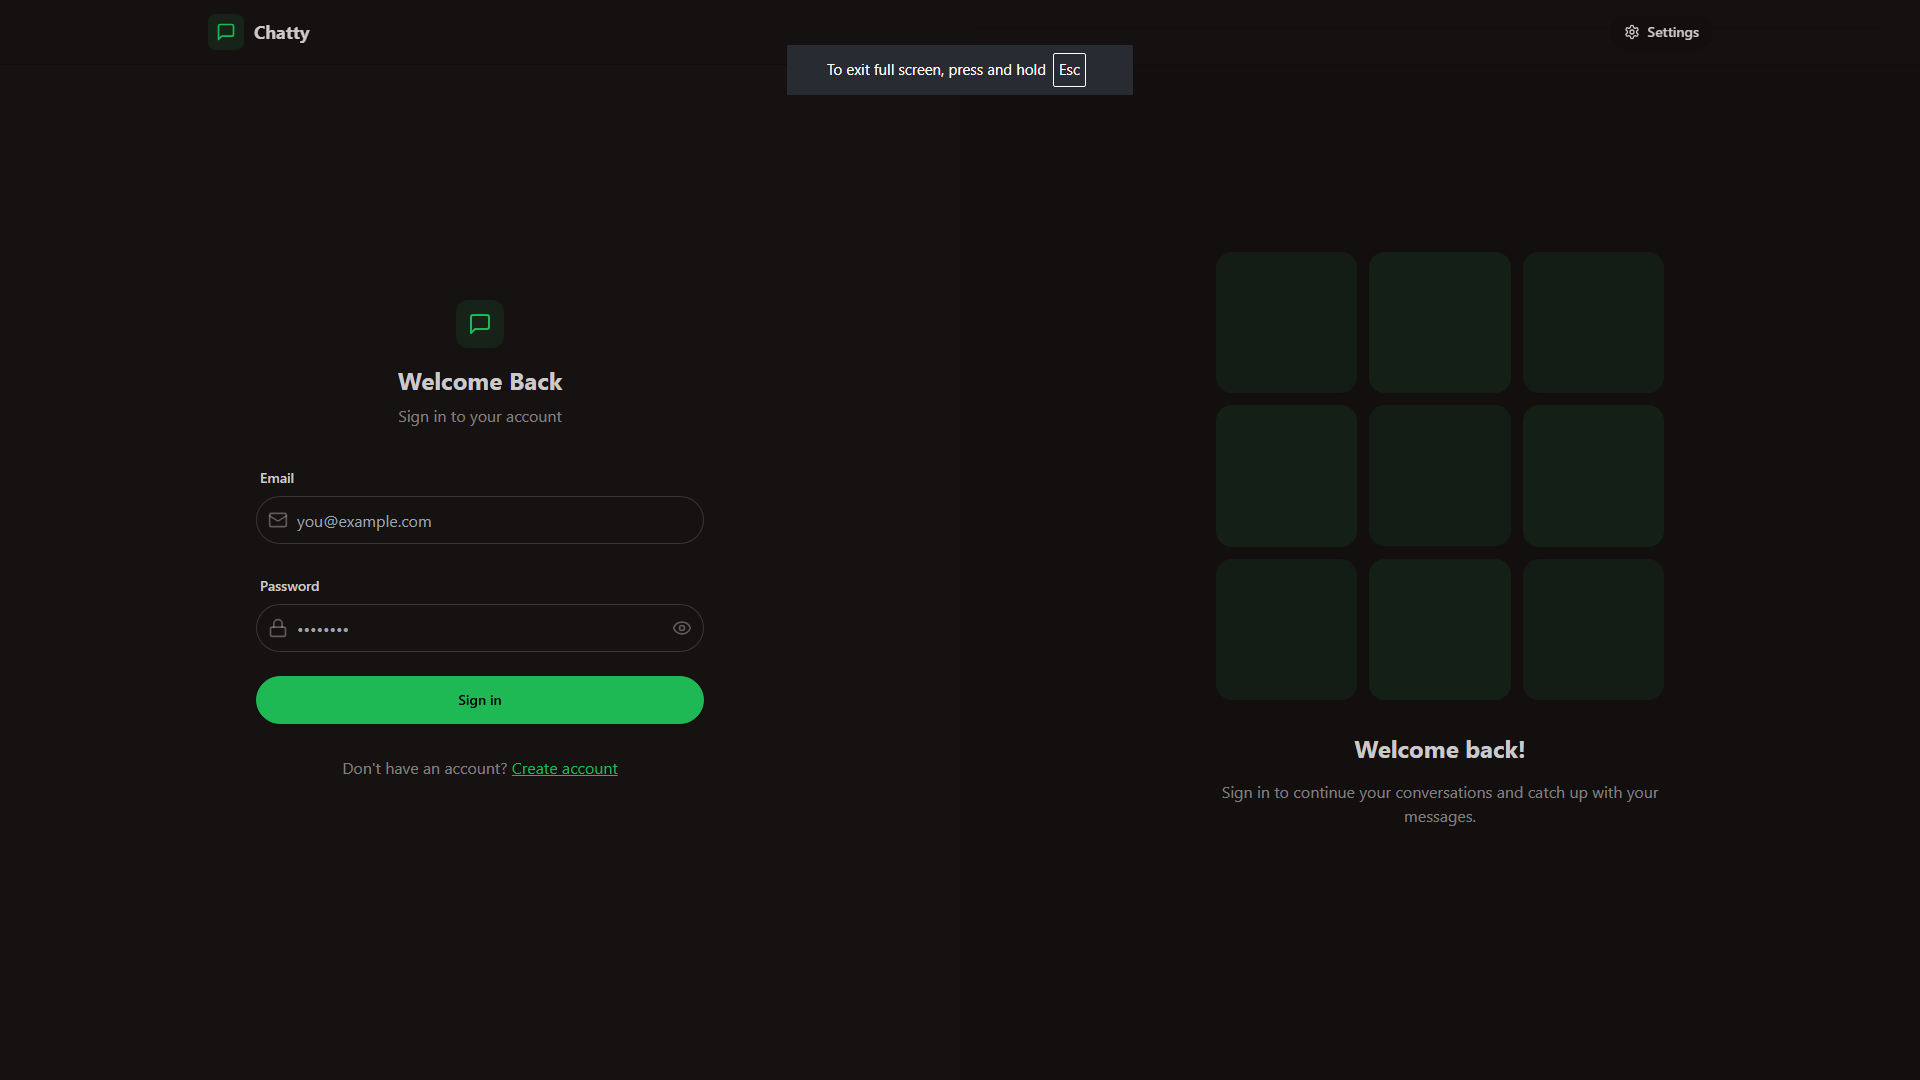 Chatty
Settings
To exit full screen, press and hold Esc
Welcome Back
Sign in to your account
Email
you@example.com
Password
••••••••
Sign in
Don't have an account? Create account
Welcome back!
Sign in to continue your conversations and catch up with your
messages.